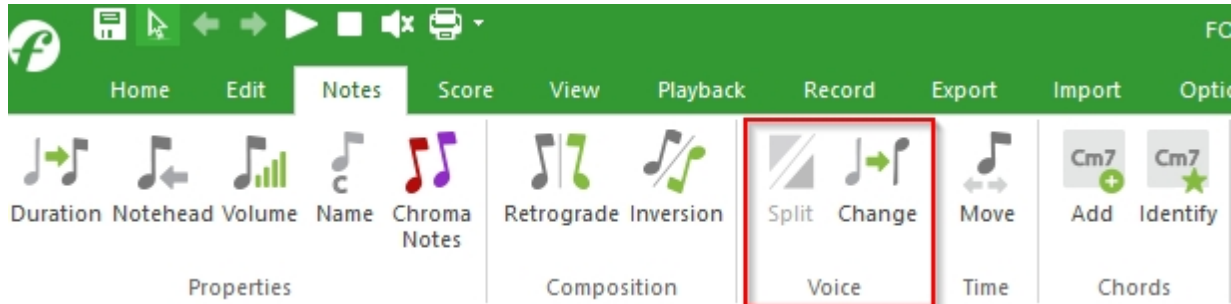 f
FO
Home Edit Notes Score View Playback Record Export Import Optio
C Cm7 Cm7
Duration Notehead Volume Name Chroma Retrograde Inversion Split Change Move Add Identify
Notes
Properties Composition Voice Time Chords